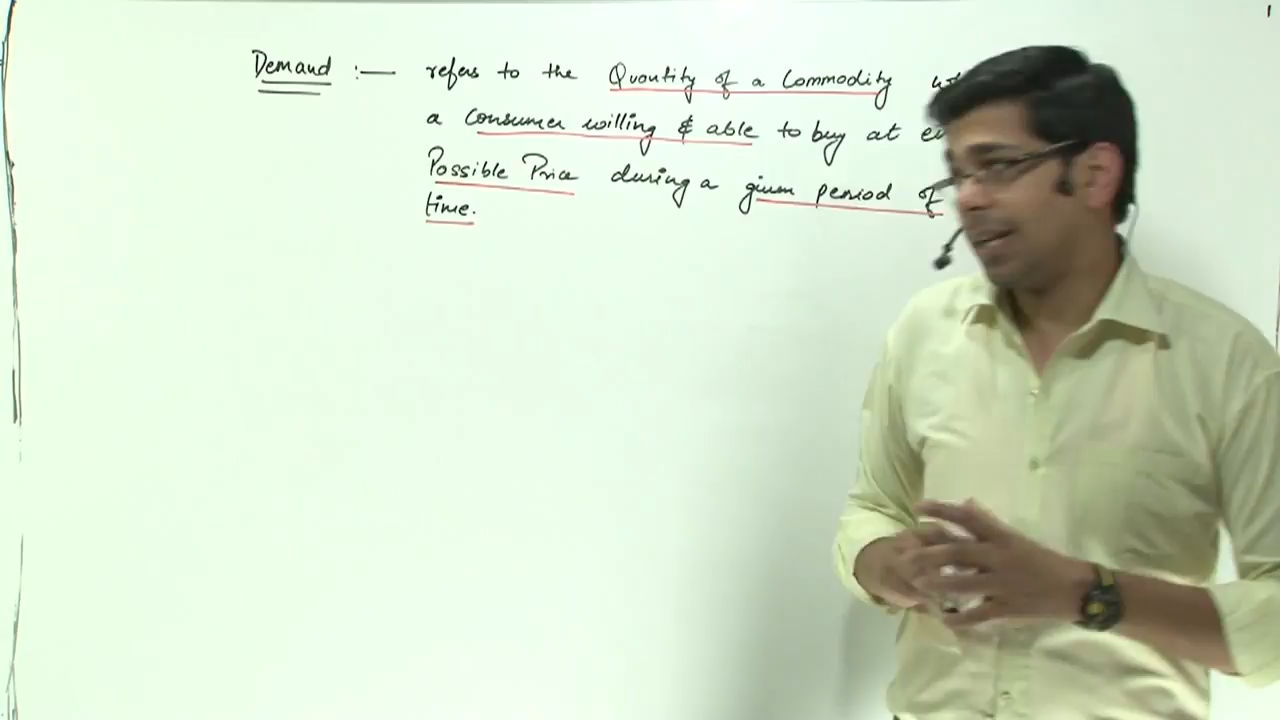 Demand :— refers to the Quantity of a Commodity
a consumer willing & able to buy at
Possible Price during a given period of
time.